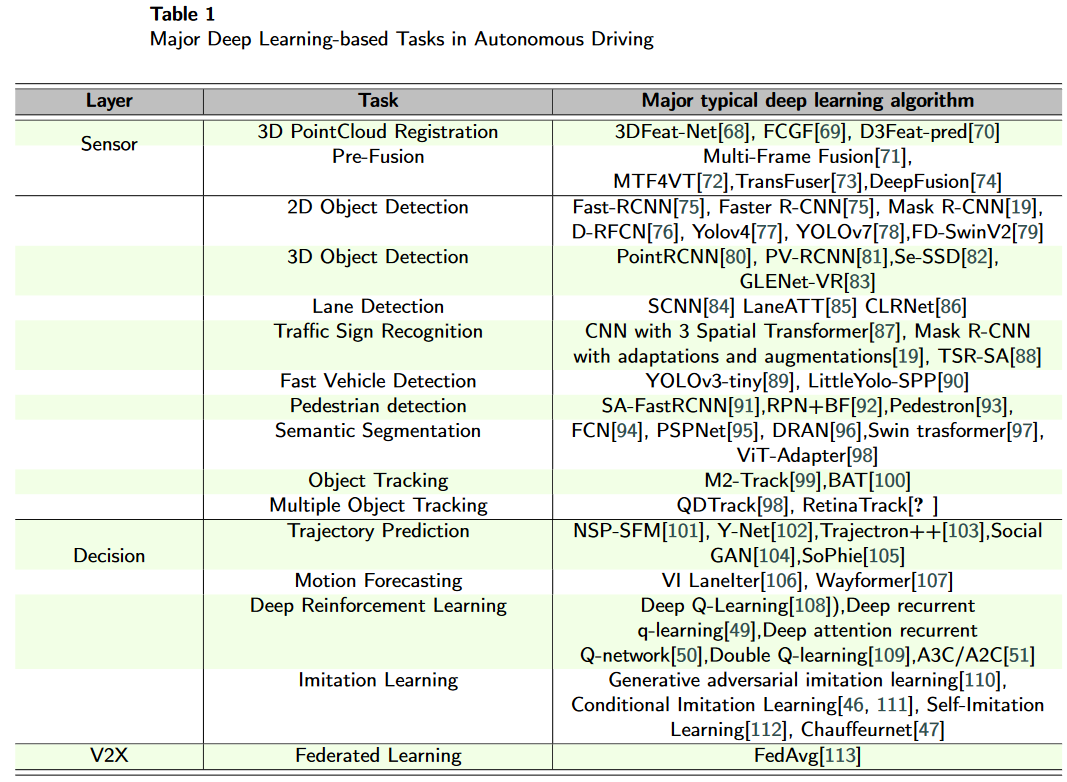 Table 1
Major Deep Learning-based Tasks in Autonomous Driving
Layer Task Major typical deep learning algorithm
Sensor 3D PointCloud Registration 3DFeat-Net[68], FCGF[69], D3Feat-pred[70]
Pre-Fusion Multi-Frame Fusion[71],
MTF4VT[72],TransFuser[73],DeepFusion[74]
2D Object Detection Fast-RCNN[75], Faster R-CNN[75], Mask R-CNN[19],
D-RFCN[76], Yolov4[77], YOLOv7[78],FD-SwinV2[79]
3D Object Detection PointRCNN[80], PV-RCNN[81],Se-SSD[82],
GLENet-VR[83]
Lane Detection SCNN[84] LaneATT[85] CLRNet[86]
Traffic Sign Recognition CNN with 3 Spatial Transformer[87], Mask R-CNN
with adaptations and augmentations[19], TSR-SA[88]
Fast Vehicle Detection YOLOv3-tiny[89], LittleYolo-SPP[90]
Pedestrian detection SA-FastRCNN[91],RPN+BF[92],Pedestron[93],
Semantic Segmentation FCN[94], PSPNet[95], DRAN[96],Swin trasformer[97],
ViT-Adapter[98]
Object Tracking M2-Track[99],BAT[100]
Multiple Object Tracking QDTrack[98], RetinaTrack[? ]
Trajectory Prediction NSP-SFM[101], Y-Net[102],Trajectron++[103],Social
Decision GAN[104],SoPhie[105]
Motion Forecasting VI LaneIter[106], Wayformer[107]
Deep Reinforcement Learning Deep Q-Learning[108]),Deep recurrent
q-learning[49],Deep attention recurrent
Q-network[50],Double Q-learning[109],A3C/A2C[51]
Imitation Learning Generative adversarial imitation learning[110],
Conditional Imitation Learning[46, 111], Self-Imitation
Learning[112], Chauffeurnet[47]
V2X Federated Learning FedAvg[113]